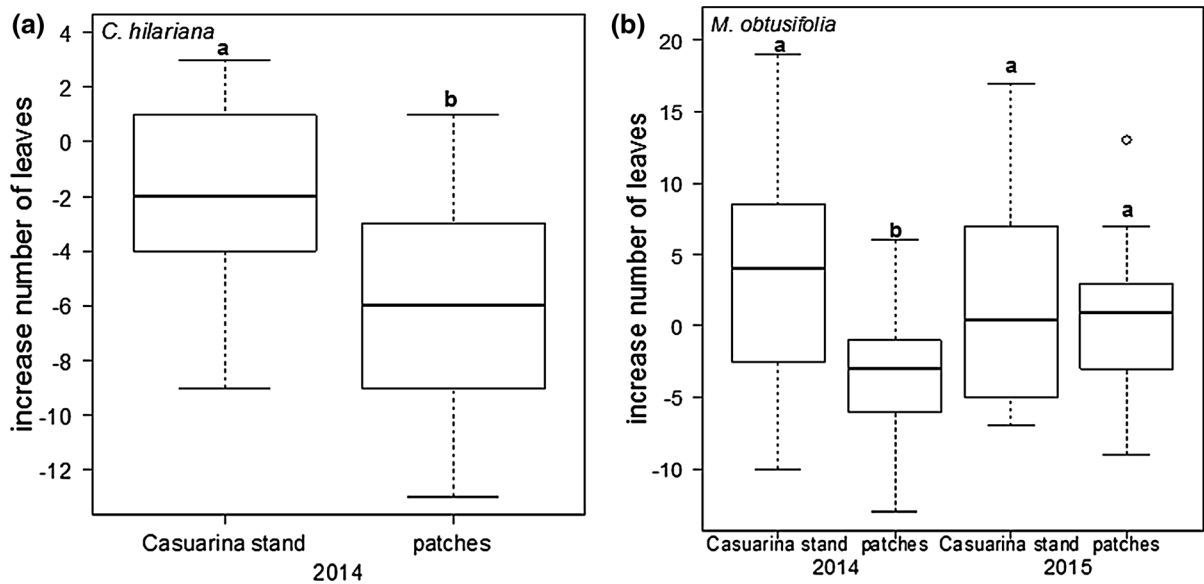 (a)
C. hilariana
increase number of leaves
4
2
0
-2
-4
-6
-8
-10
-12
a
b
Casuarina stand patches
2014
(b)
M. obtusifolia
increase number of leaves
20
15
10
5
0
-5
-10
a
b
a
a
Casuarina stand patches Casuarina stand patches
2014 2015